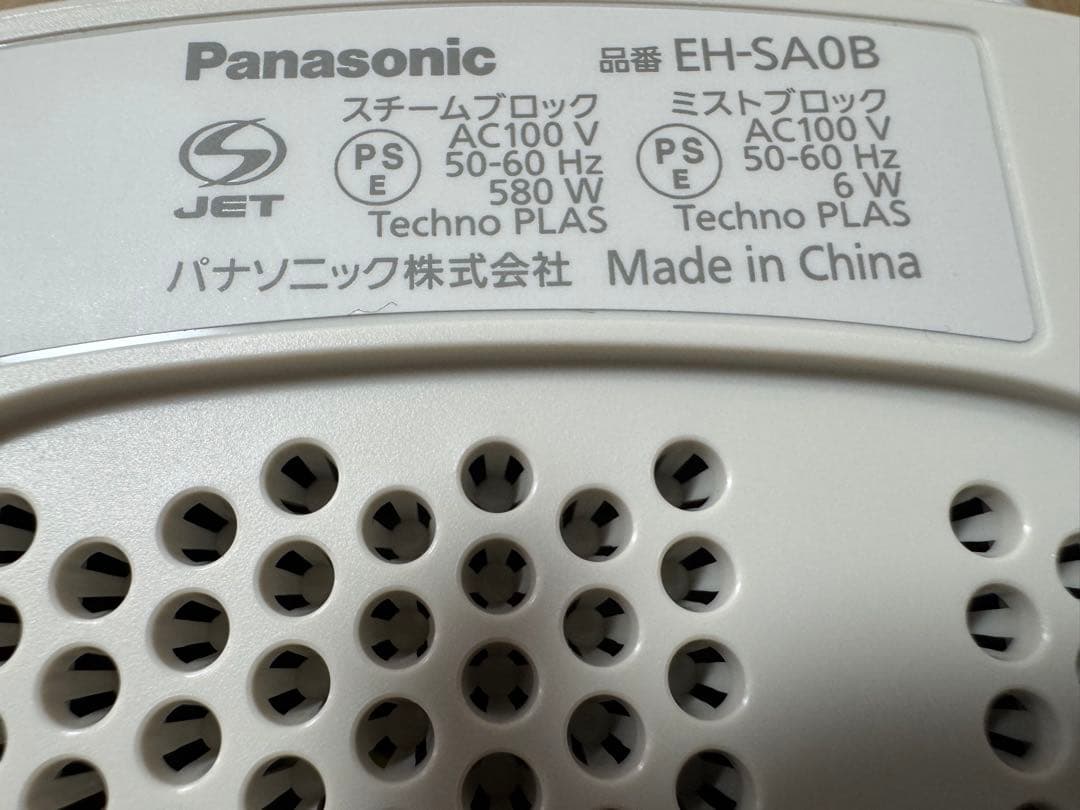 Panasonic 品番 EH-SA0B
スチームブロック ミストブロック
AC100 V AC100 V
PS E 50-60 Hz PS E 50-60 Hz
580 W 6 W
JET Techno PLAS Techno PLAS
パナソニック株式会社 Made in China